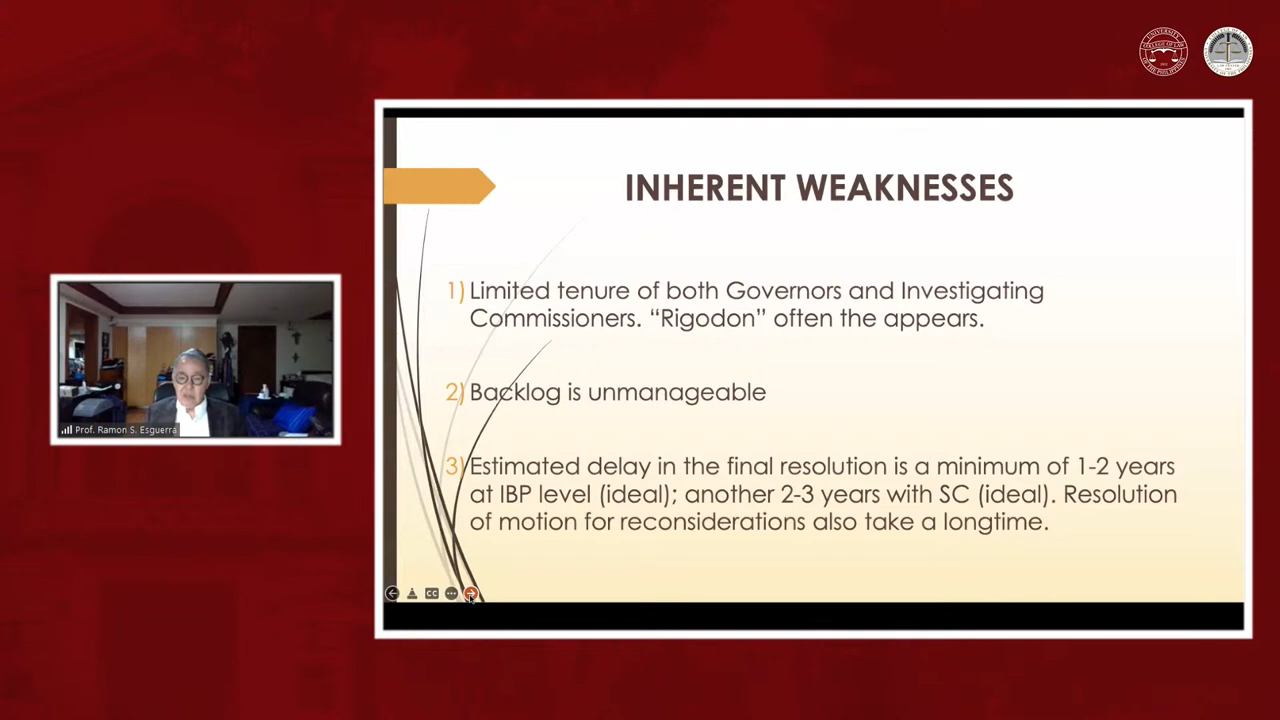 INHERENT WEAKNESSES
1) Limited tenure of both Governors and Investigating
Commissioners. “Rigodon” often the appears.
2) Backlog is unmanageable
3) Estimated delay in the final resolution is a minimum of 1-2 years
at IBP level (ideal); another 2-3 years with SC (ideal). Resolution
of motion for reconsiderations also take a longtime.
CC
Prof. Ramon S. Esguerra